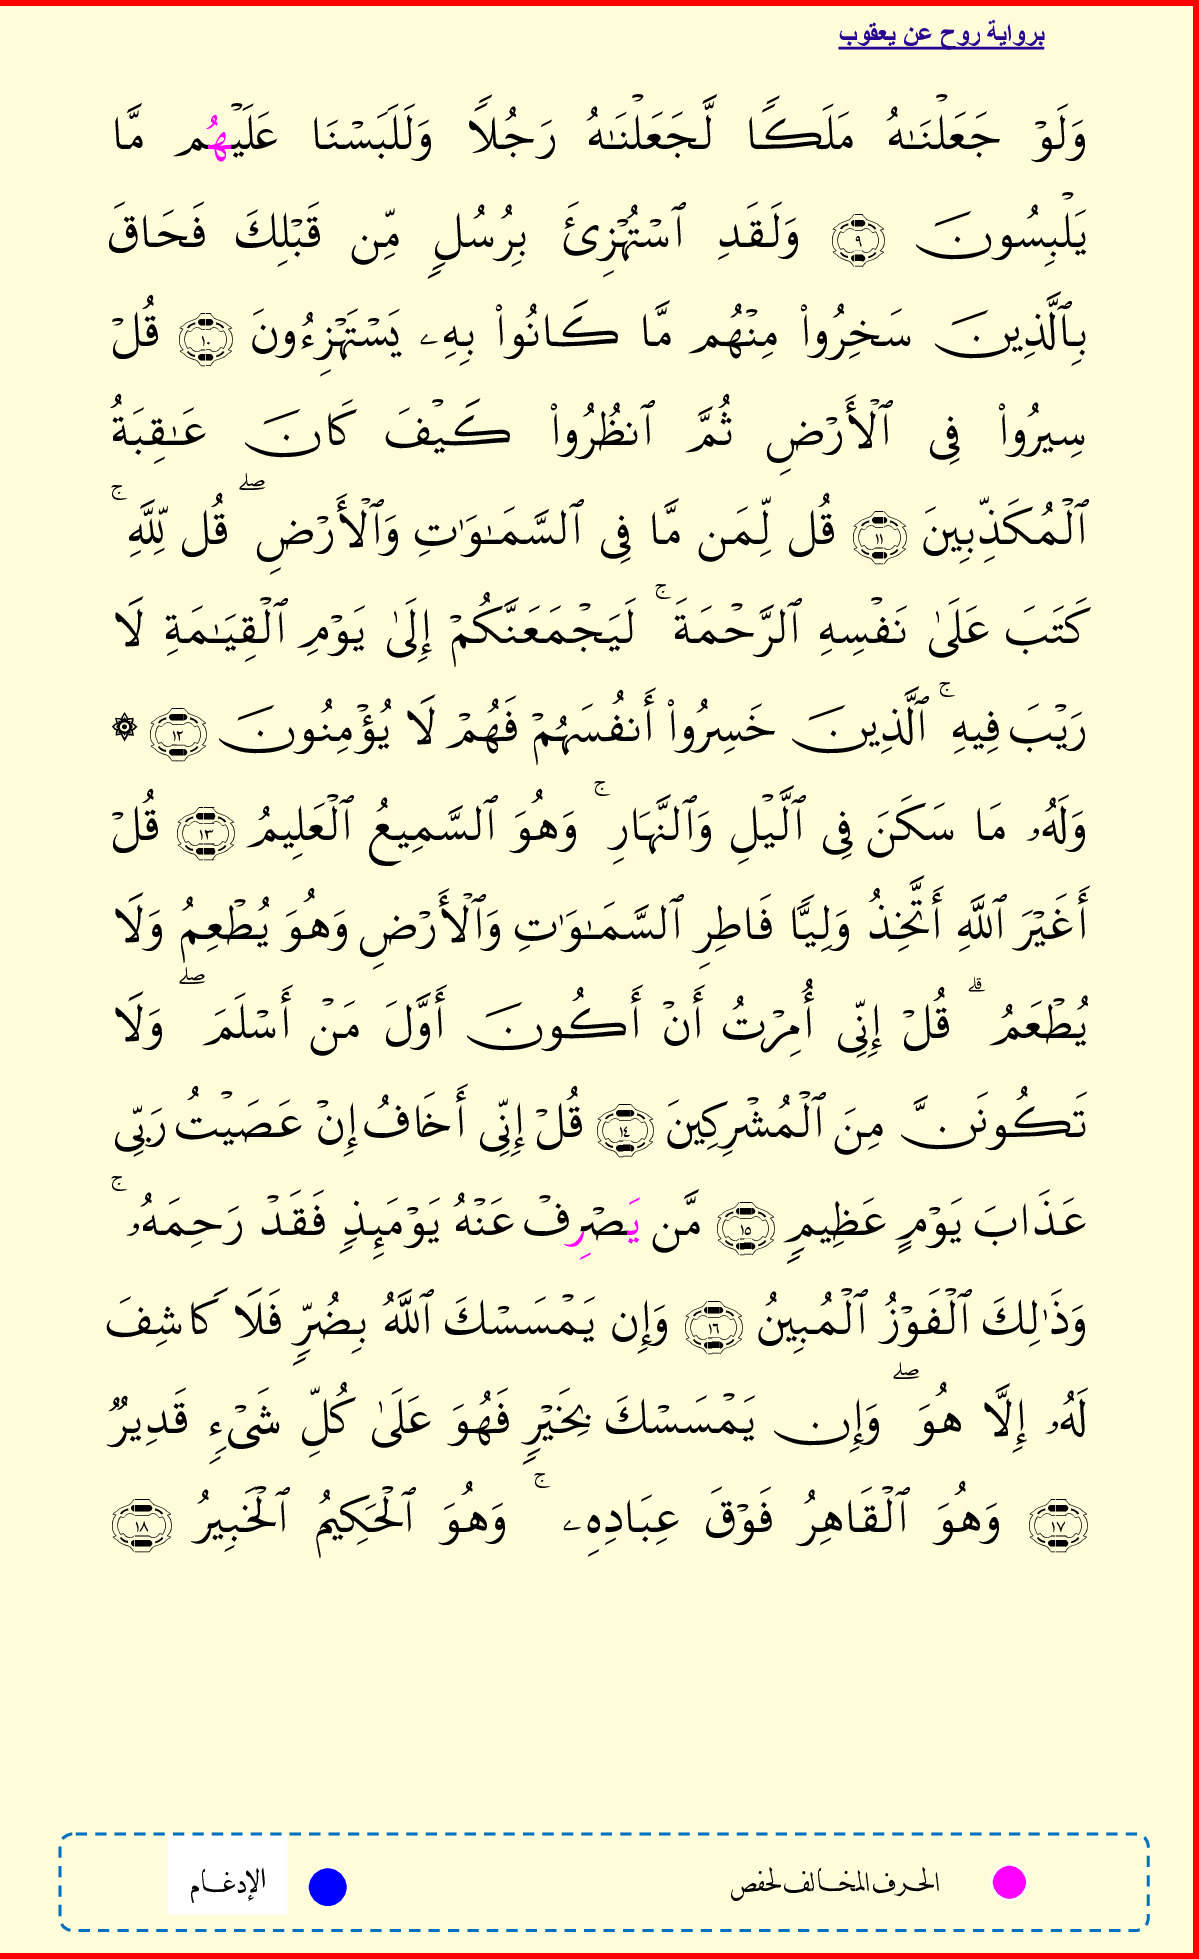 برواية روح عن يعقوب
وَلَوۡ جَعَلۡنَـٰهُ مَلَكࣰا لَّجَعَلۡنَـٰهُ رَجُلࣰا وَلَلَبَسۡنَا عَلَيۡهُم مَّا
يَلۡبِسُونَ ٩ وَلَقَدِ ٱسۡتُهۡزِئَ بِرُسُلࣲ مِّن قَبۡلِكَ فَحَاقَ
بِٱلَّذِينَ سَخِرُوا۟ مِنۡهُم مَّا كَانُوا۟ بِهِۦ يَسۡتَهۡزِءُونَ ١٠ قُلۡ
سِيرُوا۟ فِی ٱلۡأَرۡضِ ثُمَّ ٱنظُرُوا۟ كَيۡفَ كَانَ عَـٰقِبَةُ
ٱلۡمُكَذِّبِينَ ١١ قُل لِّمَن مَّا فِی ٱلسَّمَـٰوَٰتِ وَٱلۡأَرۡضِۖ قُل لِّلَّهِۚ
كَتَبَ عَلَىٰ نَفۡسِهِ ٱلرَّحۡمَةَۚ لَيَجۡمَعَنَّكُمۡ إِلَىٰ يَوۡمِ ٱلۡقِيَـٰمَةِ لَا
رَيۡبَ فِيهِۚ ٱلَّذِينَ خَسِرُوا۟ أَنفُسَهُمۡ فَهُمۡ لَا يُؤۡمِنُونَ ١٢ ۞
وَلَهُۥ مَا سَكَنَ فِی ٱلَّيۡلِ وَٱلنَّهَارِۚ وَهُوَ ٱلسَّمِيعُ ٱلۡعَلِيمُ ١٣ قُلۡ
أَغَيۡرَ ٱللَّهِ أَتَّخِذُ وَلِيࣰّا فَاطِرِ ٱلسَّمَـٰوَٰتِ وَٱلۡأَرۡضِ وَهُوَ يُطۡعِمُ وَلَا
يُطۡعَمُۗ قُلۡ إِنِّیٓ أُمِرۡتُ أَنۡ أَكُونَ أَوَّلَ مَنۡ أَسۡلَمَۖ وَلَا
تَكُونَنَّ مِنَ ٱلۡمُشۡرِكِينَ ١٤ قُلۡ إِنِّی أَخَافُ إِنۡ عَصَيۡتُ رَبِّی
عَذَابَ يَوۡمٍ عَظِيمࣲ ١٥ مَّن يَصۡرِفۡ عَنۡهُ يَوۡمَىِٕذࣲ فَقَدۡ رَحِمَهُۥۚ
وَذَٰلِكَ ٱلۡفَوۡزُ ٱلۡمُبِينُ ١٦ وَإِن يَمۡسَسۡكَ ٱللَّهُ بِضُرࣲّ فَلَا كَاشِفَ
لَهُۥ إِلَّا هُوَۖ وَإِن يَمۡسَسۡكَ بِخَيۡرࣲ فَهُوَ عَلَىٰ كُلِّ شَیۡءࣲ قَدِيرࣱ
١٧ وَهُوَ ٱلۡقَاهِرُ فَوۡقَ عِبَادِهِۦۚ وَهُوَ ٱلۡحَكِيمُ ٱلۡخَبِيرُ ١٨
الحرف المخالف لحفص الإدغام